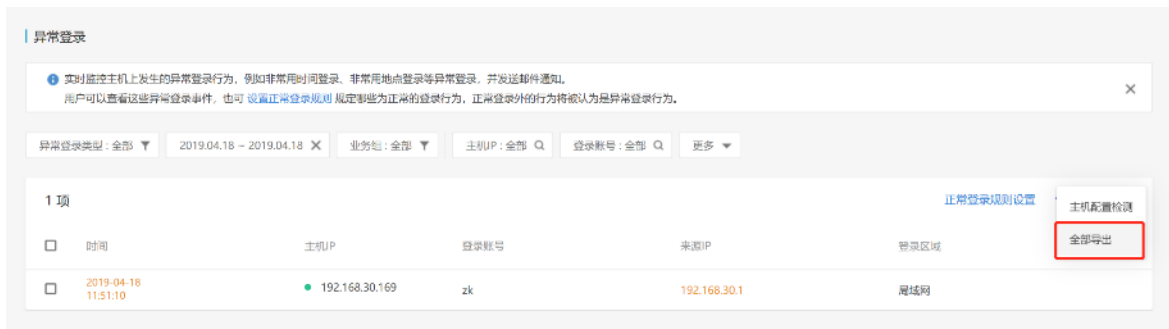 异常登录
实时监控主机上发生的异常登录行为，例如非常用时间登录、非常用地点登录等异常登录，并发送邮件通知。
用户可以查看这些异常登录事件，也可 设置正常登录规则 规定哪些为正常的登录行为，正常登录外的行为将被认为是异常登录行为。
异常登录类型 : 全部 2019.04.18 ~ 2019.04.18 业务组 : 全部 主机IP : 全部 登录账号 : 全部 更多
1 项 正常登录规则设置
主机配置检测
全部导出
时间 主机IP 登录账号 来源IP 登录区域
2019-04-18
11:51:10
192.168.30.169 zk 192.168.30.1 局域网